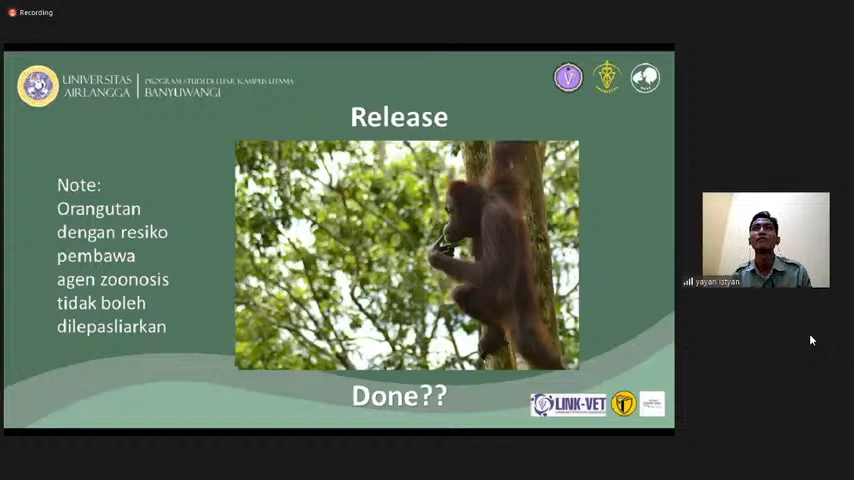 Recording
UNIVERSITAS
AIRLANGGA
PROGRAM STUDI DI LUAR KAMPUS UTAMA
BANYUWANGI
Release
Note:
Orangutan
dengan resiko
pembawa
agen zoonosis
tidak boleh
dilepasliarkan
yayan istyan
Done??
LINK-VET